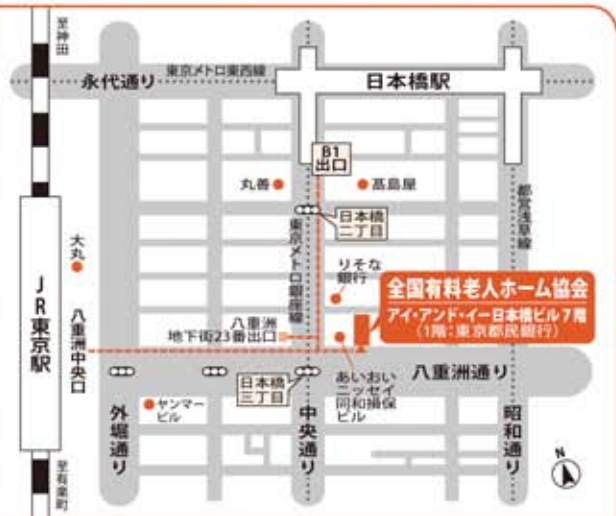 至神田
永代通り
東京メトロ東西線
日本橋駅
B1
出口
丸善
髙島屋
日本橋
二丁目
都営浅草線
東京メトロ銀座線
りそな
銀行
大丸
JR東京駅
八重洲中央口
全国有料老人ホーム協会
アイ・アンド・イー日本橋ビル7階
(1階:東京都民銀行)
八重洲
地下街23番出口
日本橋
三丁目
あいおい
ニッセイ
同和損保
ビル
八重洲通り
ヤンマー
ビル
外堀通り
中央通り
昭和通り
N
至有楽町